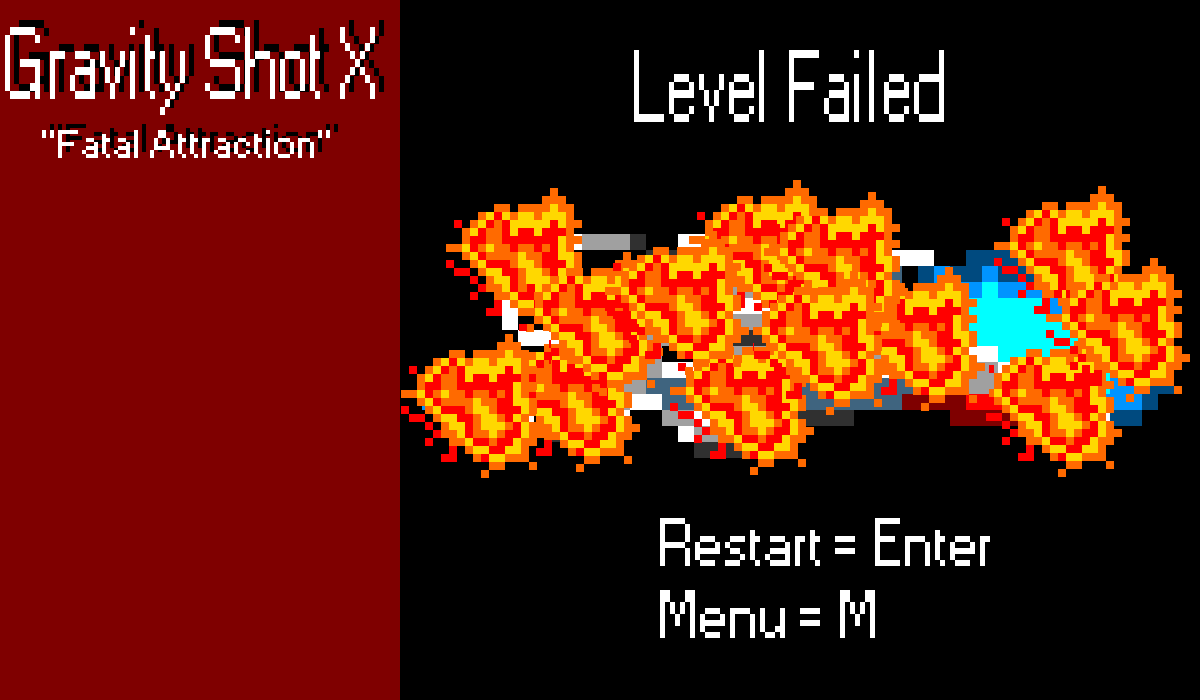 Gravity Shot X
"Fatal Attraction"
Level Failed
Restart = Enter
Menu = M